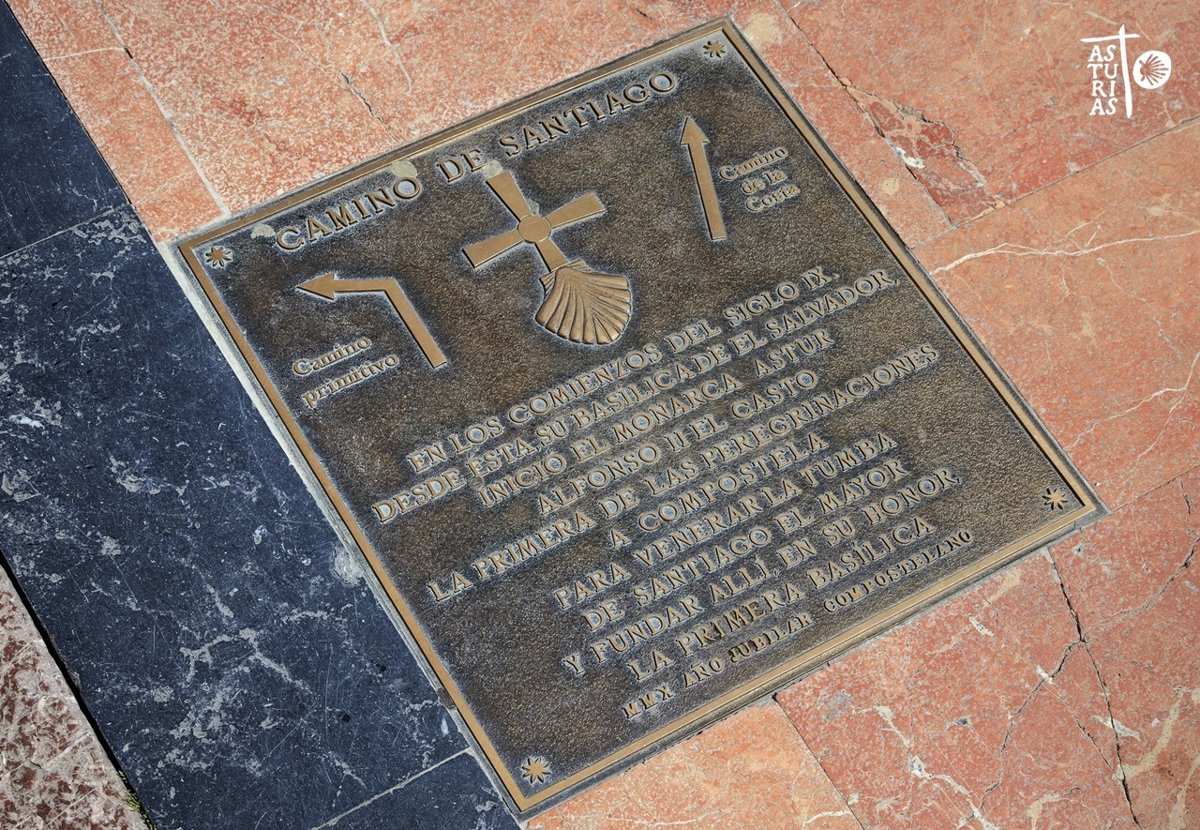 CAMINO DE SANTIAGO
Camino
primitivo
Camino
de la
Costa
EN LOS COMIENZOS DEL SIGLO IX.
DESDE ESTA SU BASILICA DE EL SALVADOR
INICIO EL MONARCA ASTUR
ALFONSO II EL CASTO
LA PRIMERA DE LAS PEREGRINACIONES
A COMPOSTELA
PARA VENERAR LA TUMBA
DE SANTIAGO EL MAYOR
Y FUNDAR ALLI EN SU HONOR,
LA PRIMERA BASILICA
MMX ANO JUBILAR COMPOSTELANO
AS
TU
RI
AS